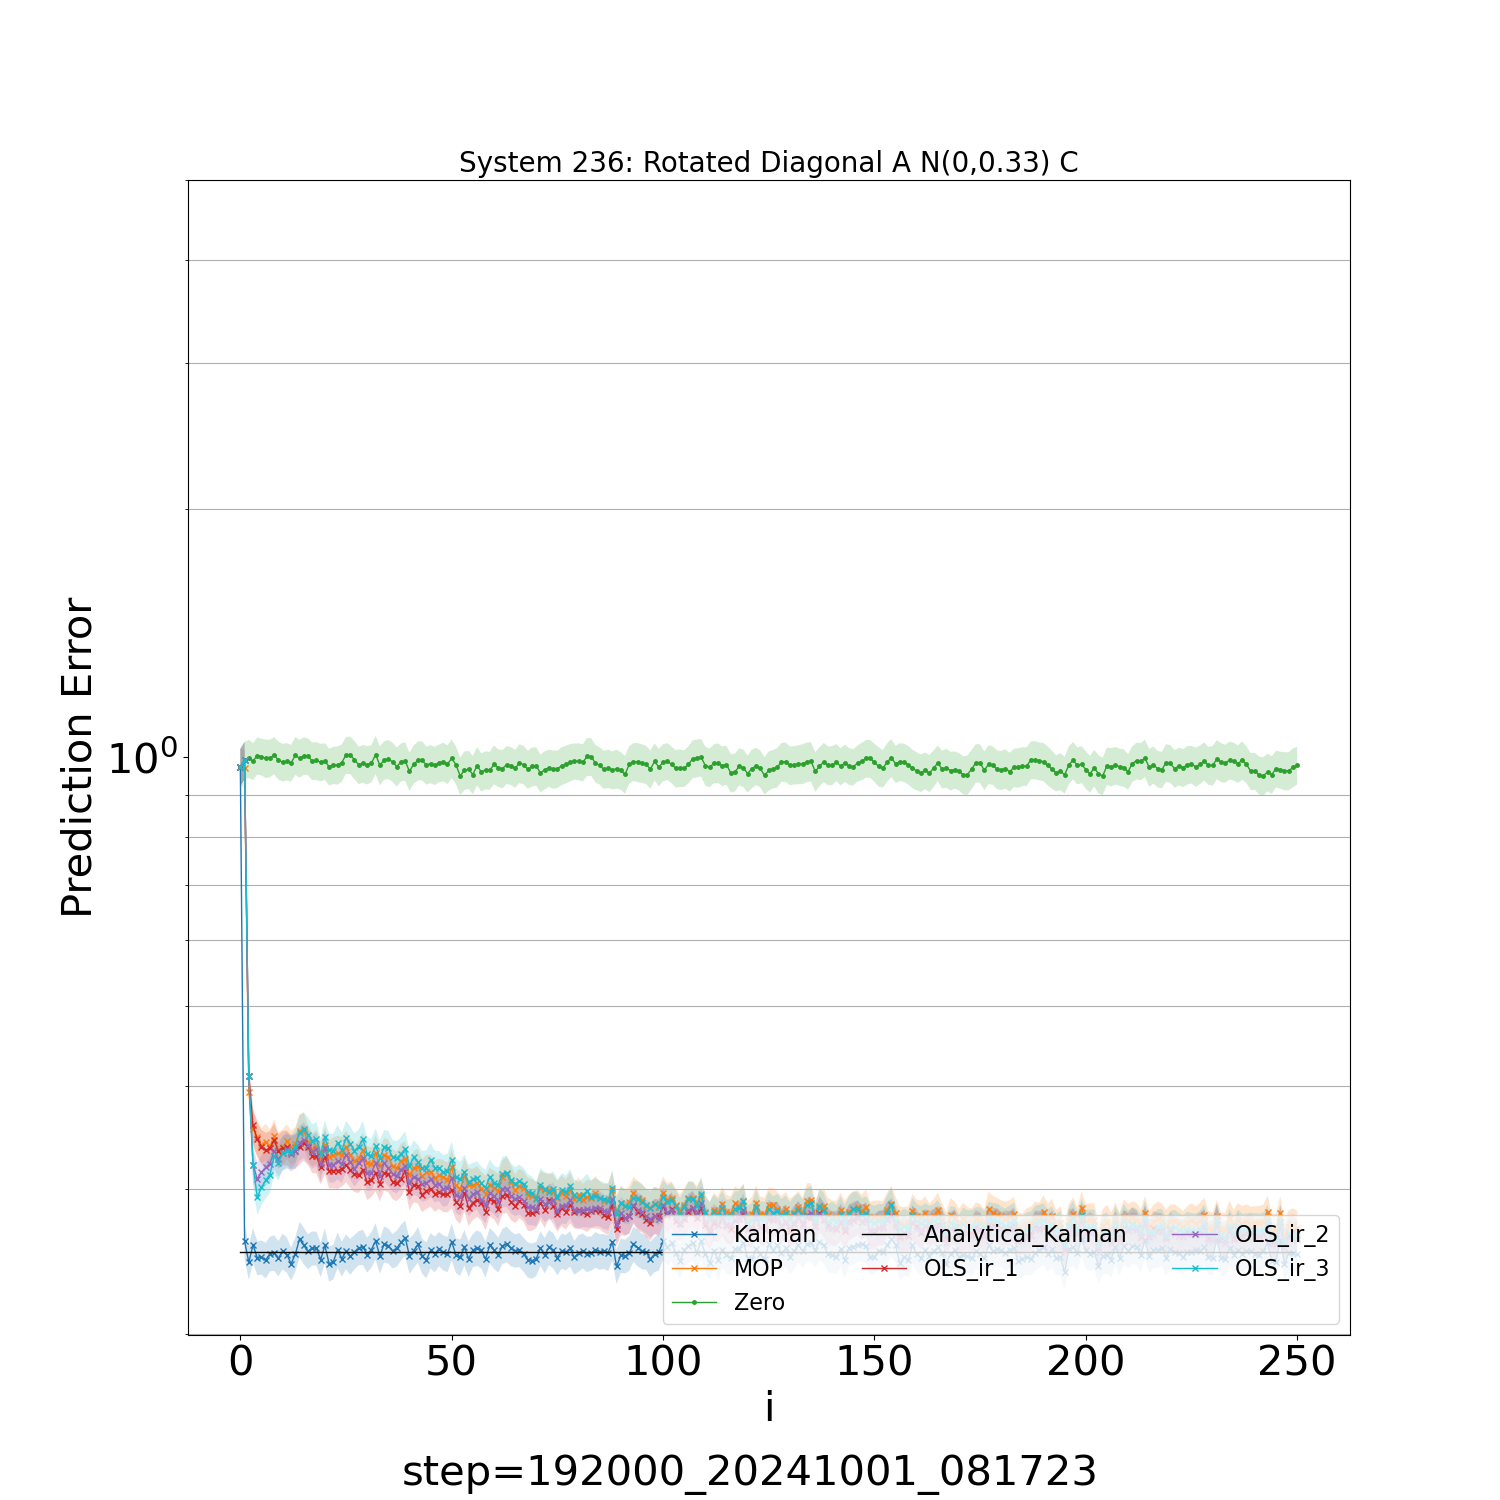 System 236: Rotated Diagonal A N(0,0.33) C
Prediction Error
10⁰
Kalman
MOP
Zero
Analytical_Kalman
OLS_ir_1
OLS_ir_2
OLS_ir_3
0 50 100 150 200 250
i
step=192000_20241001_081723